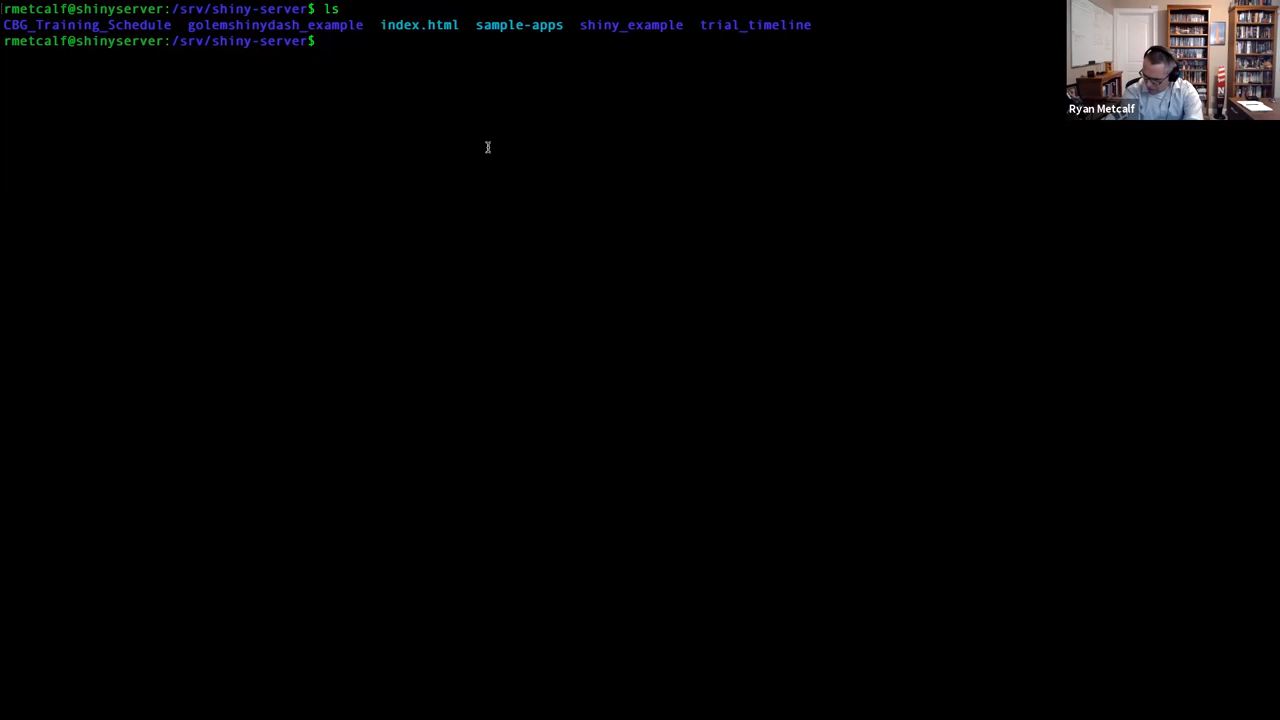 rmetcalf@shinyserver:/srv/shiny-server$ ls
CBG_Training_Schedule golemshinydash_example index.html sample-apps shiny_example trial_timeline
rmetcalf@shinyserver:/srv/shiny-server$
Ryan Metcalf